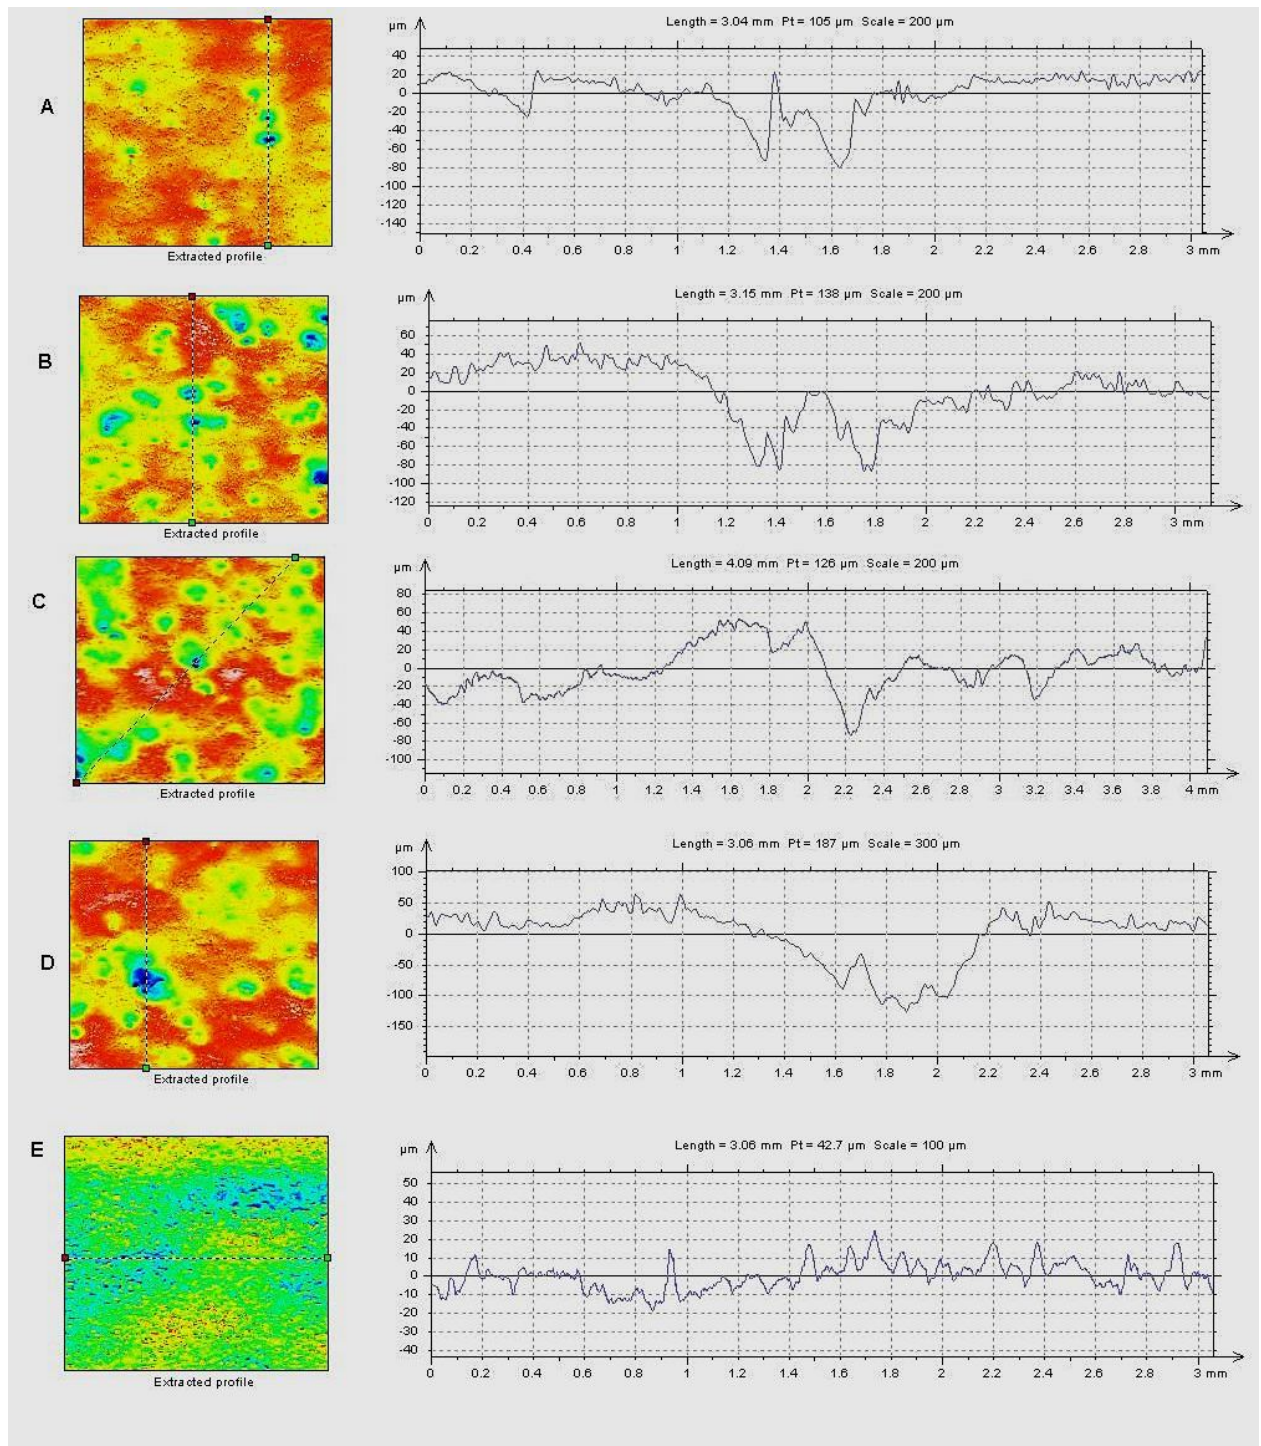 Length = 3.04 mm Pt = 105 µm Scale = 200 µm
µm
40
20
0
-20
-40
-60
-80
-100
-120
-140
0 0.2 0.4 0.6 0.8 1 1.2 1.4 1.6 1.8 2 2.2 2.4 2.6 2.8 3 mm
A
Extracted profile
Length = 3.15 mm Pt = 138 µm Scale = 200 µm
µm
60
40
20
0
-20
-40
-60
-80
-100
-120
0 0.2 0.4 0.6 0.8 1 1.2 1.4 1.6 1.8 2 2.2 2.4 2.6 2.8 3 mm
B
Extracted profile
Length = 4.09 mm Pt = 126 µm Scale = 200 µm
µm
80
60
40
20
0
-20
-40
-60
-80
-100
0 0.2 0.4 0.6 0.8 1 1.2 1.4 1.6 1.8 2 2.2 2.4 2.6 2.8 3 3.2 3.4 3.6 3.8 4 mm
C
Extracted profile
Length = 3.06 mm Pt = 187 µm Scale = 300 µm
µm
100
50
0
-50
-100
-150
0 0.2 0.4 0.6 0.8 1 1.2 1.4 1.6 1.8 2 2.2 2.4 2.6 2.8 3 mm
D
Extracted profile
Length = 3.06 mm Pt = 42.7 µm Scale = 100 µm
µm
50
40
30
20
10
0
-10
-20
-30
-40
0 0.2 0.4 0.6 0.8 1 1.2 1.4 1.6 1.8 2 2.2 2.4 2.6 2.8 3 mm
E
Extracted profile